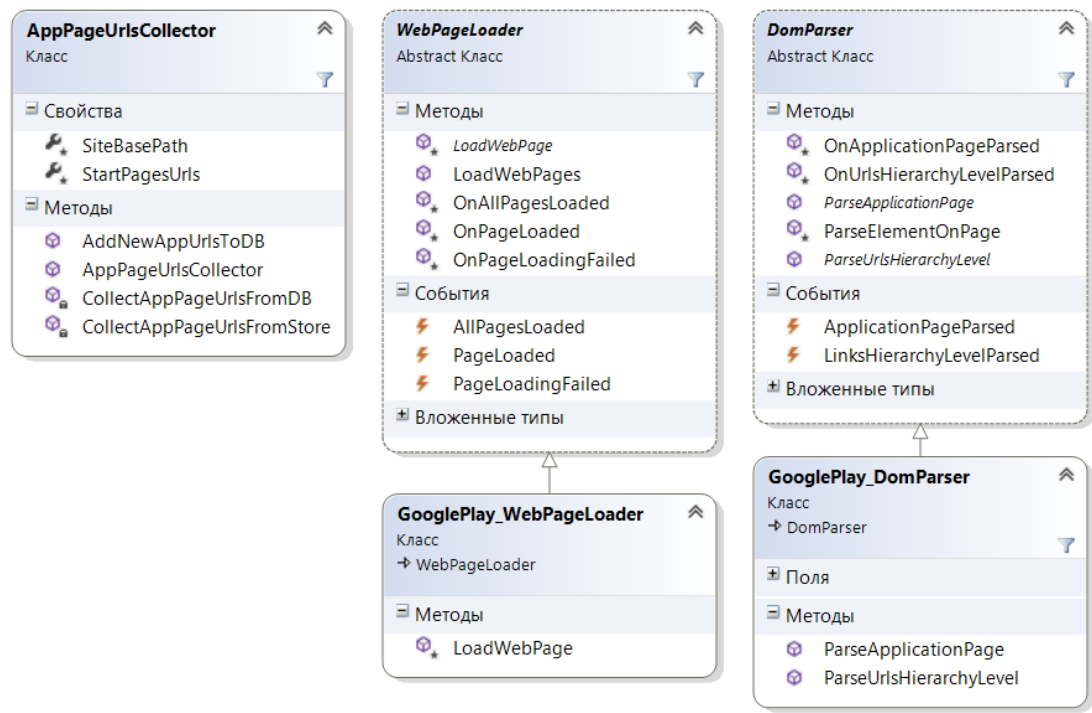 AppPageUrlsCollector
Класс
Свойства
SiteBasePath
StartPagesUrls
Методы
AddNewAppUrlsToDB
AppPageUrlsCollector
CollectAppPageUrlsFromDB
CollectAppPageUrlsFromStore
WebPageLoader
Abstract Класс
Методы
LoadWebPage
LoadWebPages
OnAllPagesLoaded
OnPageLoaded
OnPageLoadingFailed
События
AllPagesLoaded
PageLoaded
PageLoadingFailed
Вложенные типы
GooglePlay_WebPageLoader
Класс
WebPageLoader
Методы
LoadWebPage
DomParser
Abstract Класс
Методы
OnApplicationPageParsed
OnUrlsHierarchyLevelParsed
ParseApplicationPage
ParseElementOnPage
ParseUrlsHierarchyLevel
События
ApplicationPageParsed
LinksHierarchyLevelParsed
Вложенные типы
GooglePlay_DomParser
Класс
DomParser
Поля
Методы
ParseApplicationPage
ParseUrlsHierarchyLevel